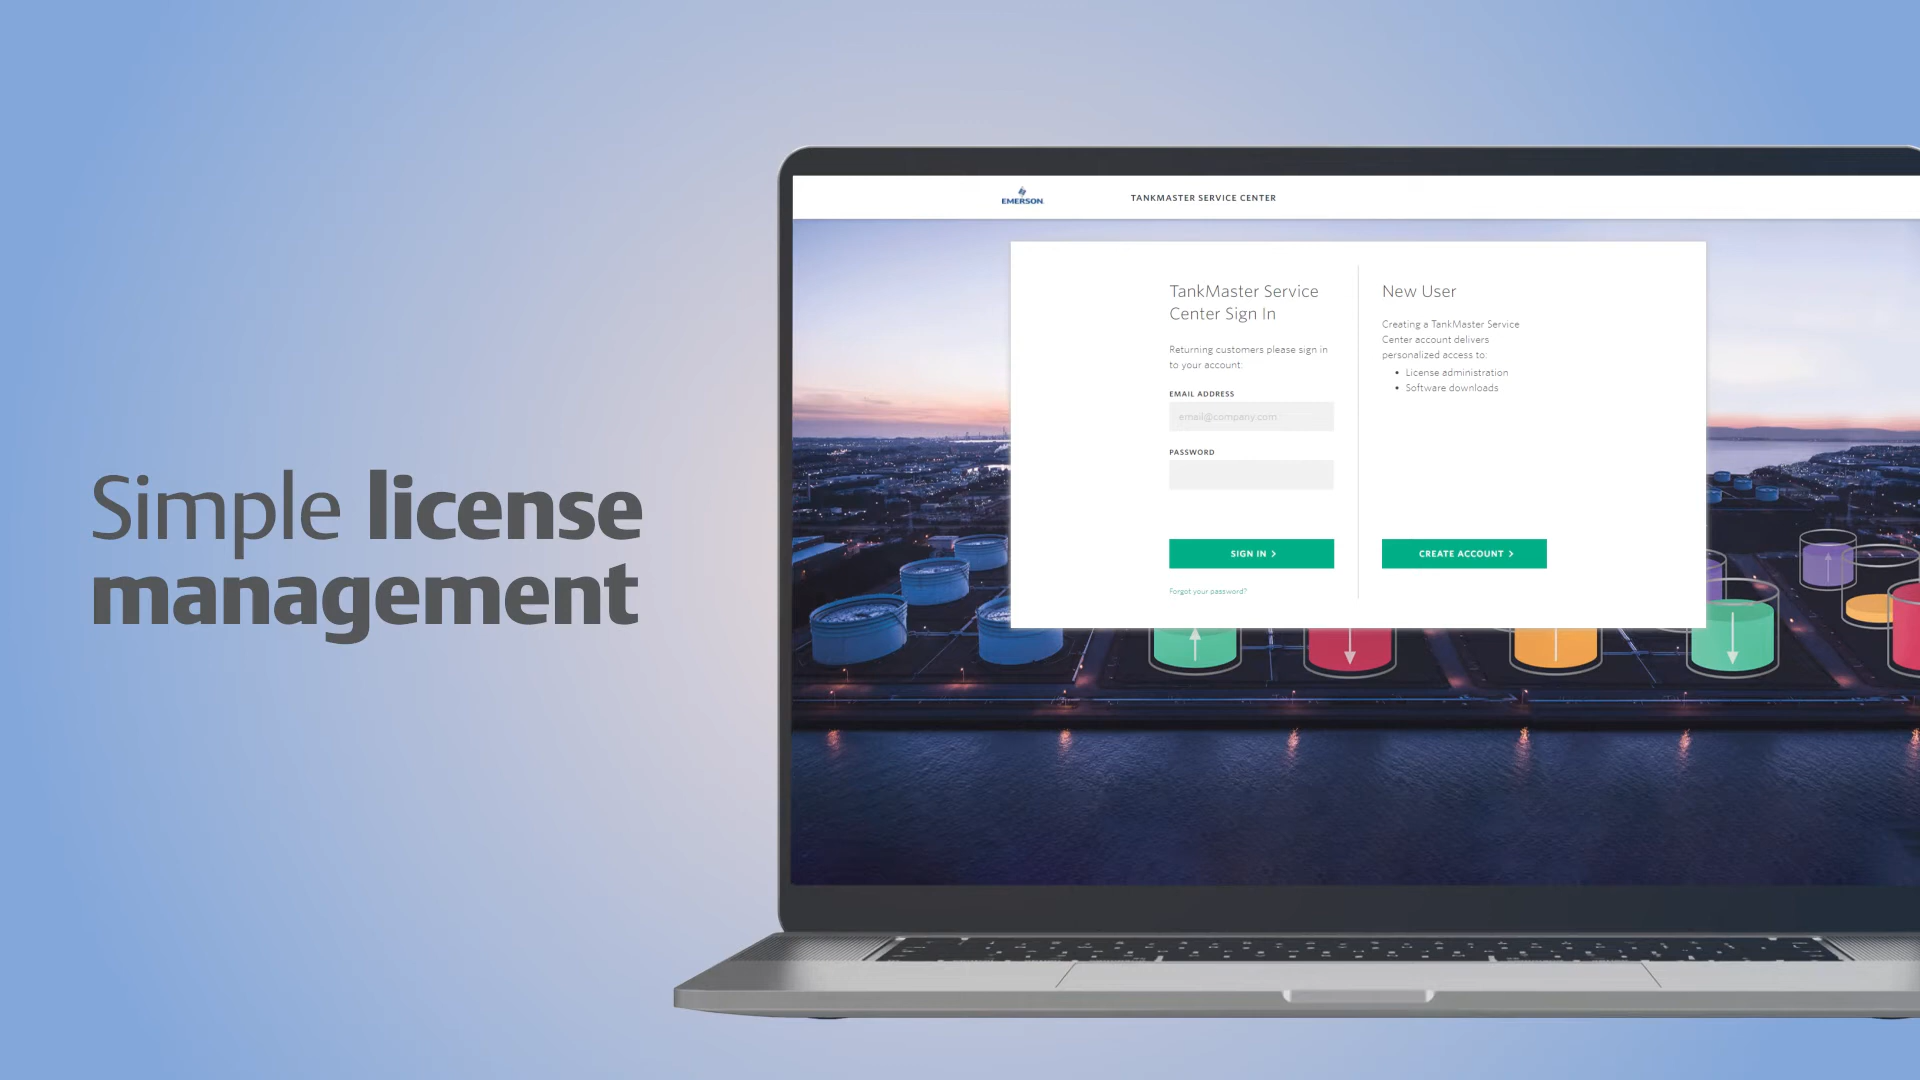 Simple license
management
EMERSON
TANKMASTER SERVICE CENTER
TankMaster Service
Center Sign In
Returning customers please sign in
to your account:
EMAIL ADDRESS
email@company.com
PASSWORD
SIGN IN >
Forgot your password?
New User
Creating a TankMaster Service
Center account delivers
personalized access to:
• License administration
• Software downloads
CREATE ACCOUNT >